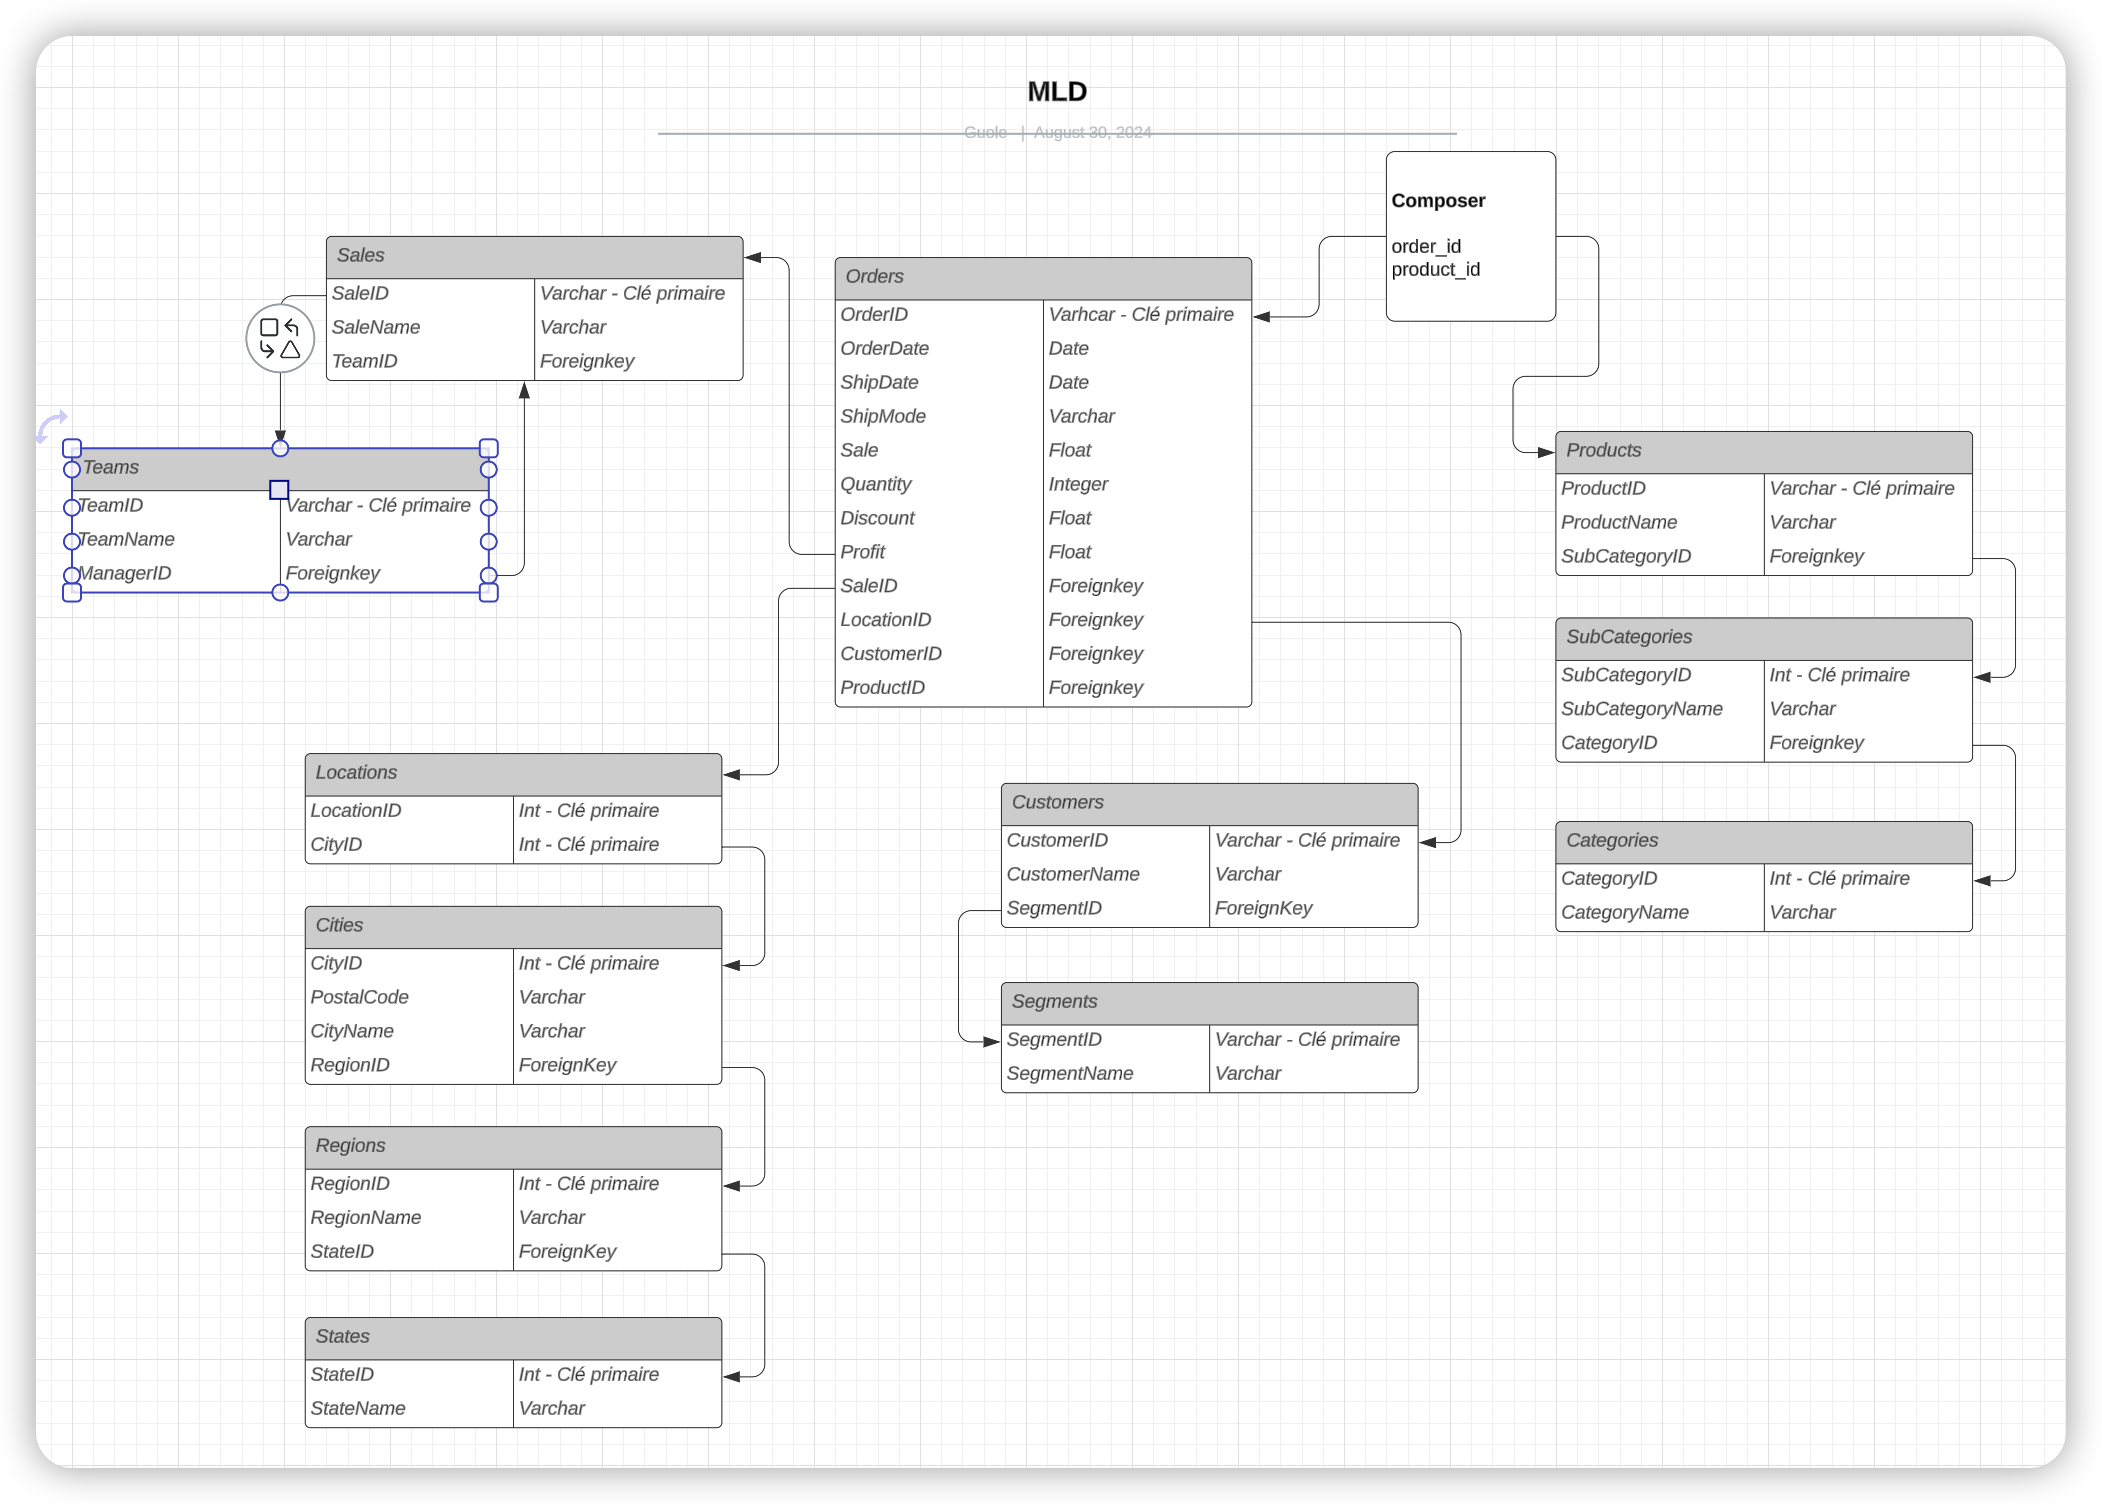 MLD
Guole | August 30, 2024
Composer
order_id
product_id
Sales
SaleID Varchar - Clé primaire
SaleName Varchar
TeamID Foreignkey
Teams
TeamID Varchar - Clé primaire
TeamName Varchar
ManagerID Foreignkey
Orders
OrderID Varhcar - Clé primaire
OrderDate Date
ShipDate Date
ShipMode Varchar
Sale Float
Quantity Integer
Discount Float
Profit Float
SaleID Foreignkey
LocationID Foreignkey
CustomerID Foreignkey
ProductID Foreignkey
Products
ProductID Varchar - Clé primaire
ProductName Varchar
SubCategoryID Foreignkey
SubCategories
SubCategoryID Int - Clé primaire
SubCategoryName Varchar
CategoryID Foreignkey
Categories
CategoryID Int - Clé primaire
CategoryName Varchar
Locations
LocationID Int - Clé primaire
CityID Int - Clé primaire
Cities
CityID Int - Clé primaire
PostalCode Varchar
CityName Varchar
RegionID ForeignKey
Regions
RegionID Int - Clé primaire
RegionName Varchar
StateID ForeignKey
States
StateID Int - Clé primaire
StateName Varchar
Customers
CustomerID Varchar - Clé primaire
CustomerName Varchar
SegmentID ForeignKey
Segments
SegmentID Varchar - Clé primaire
SegmentName Varchar